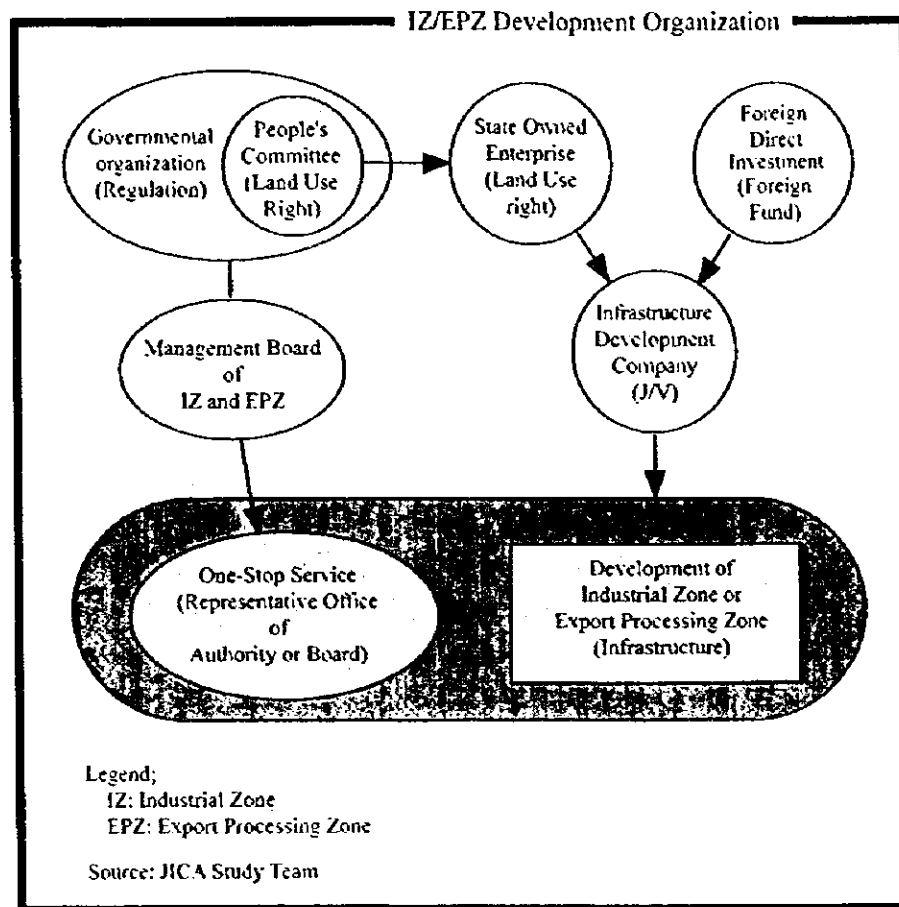 IZ/EPZ Development Organization
Governmental
organization
(Regulation)
People's
Committee
(Land Use
Right)
State Owned
Enterprise
(Land Use
right)
Foreign
Direct
Investment
(Foreign
Fund)
Management Board
of
IZ and EPZ
Infrastructure
Development
Company
(J/V)
One-Stop Service
(Representative Office
of
Authority or Board)
Development of
Industrial Zone or
Export Processing Zone
(Infrastructure)
Legend;
IZ: Industrial Zone
EPZ: Export Processing Zone
Source: JICA Study Team